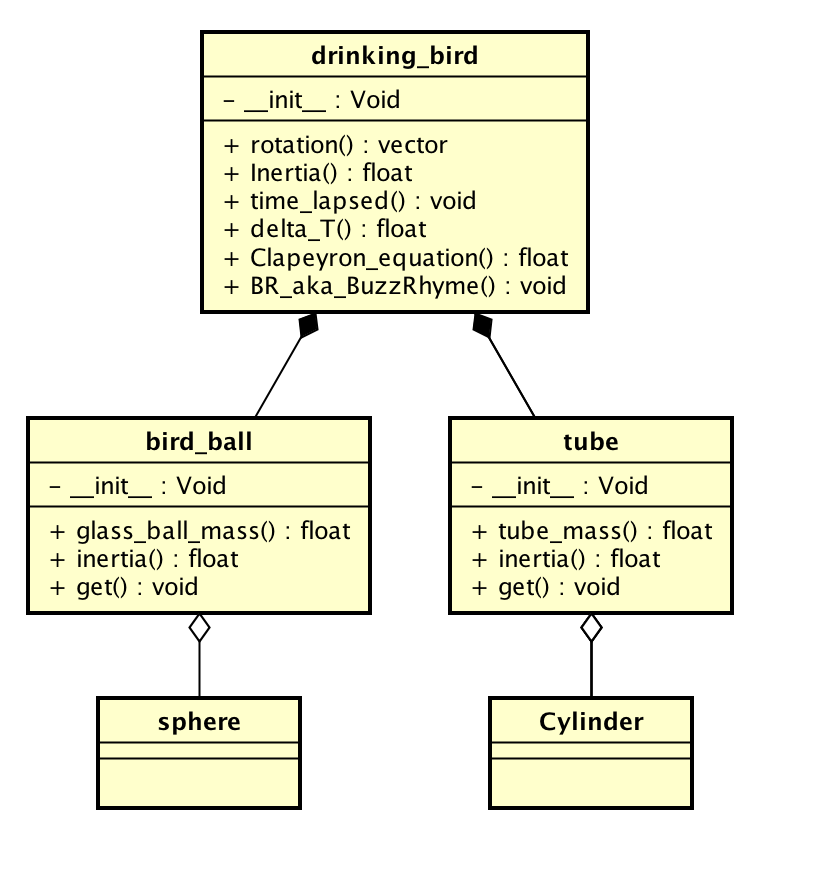 drinking_bird
- __init__ : Void
+ rotation() : vector
+ Inertia() : float
+ time_lapsed() : void
+ delta_T() : float
+ Clapeyron_equation() : float
+ BR_aka_BuzzRhyme() : void
bird_ball
- __init__ : Void
+ glass_ball_mass() : float
+ inertia() : float
+ get() : void
tube
- __init__ : Void
+ tube_mass() : float
+ inertia() : float
+ get() : void
sphere
Cylinder